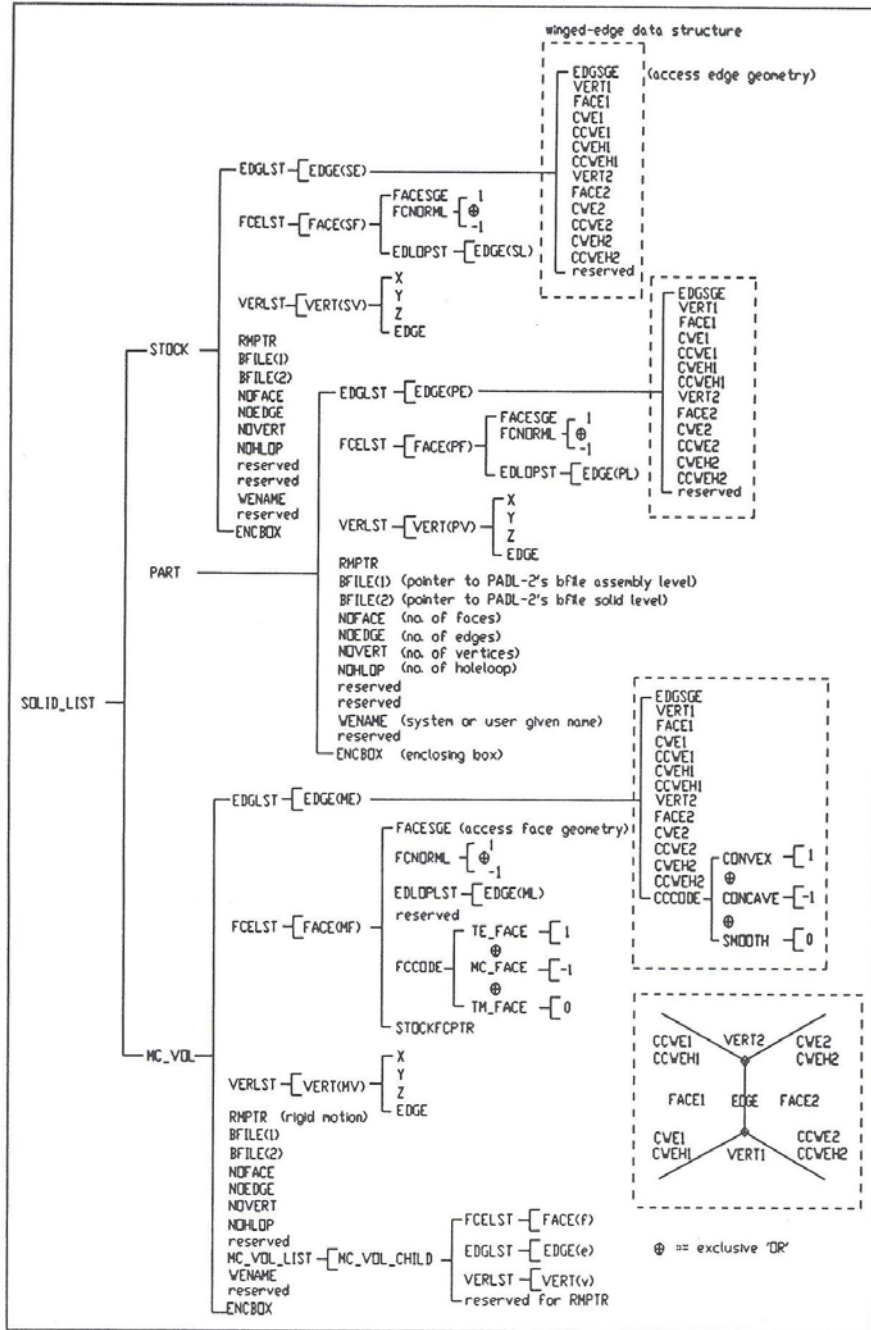 winged-edge data structure
EDGSGE (access edge geometry)
VERT1
FACE1
CWE1
CCWE1
CWEH1
CCWEH1
VERT2
FACE2
CWE2
CCWE2
CWEH2
CCWEH2
reserved
EDGLST EDGE(SE)
FCELST FACE(SF)
FACESGE
FCNORML 1
⊕
-1
EDLOPST EDGE(SL)
VERLST VERT(SV)
X
Y
Z
EDGE
STOCK
RMPTR
BFILE(1)
BFILE(2)
NOFACE
NOEDGE
NOVERT
NOHLOP
reserved
reserved
WENAME
reserved
ENCBOX
EDGSGE
VERT1
FACE1
CWE1
CCWE1
CWEH1
CCWEH1
VERT2
FACE2
CWE2
CCWE2
CWEH2
CCWEH2
reserved
EDGLST EDGE(PE)
FCELST FACE(PF)
FACESGE
FCNORML 1
⊕
-1
EDLOPST EDGE(PL)
VERLST VERT(PV)
X
Y
Z
EDGE
PART
RMPTR
BFILE(1) (pointer to PADL-2's bfile assembly level)
BFILE(2) (pointer to PADL-2's bfile solid level)
NOFACE (no. of faces)
NOEDGE (no. of edges)
NOVERT (no. of vertices)
NOHLOP (no. of holeloop)
reserved
reserved
WENAME (system or user given name)
reserved
ENCBOX (enclosing box)
SOLID_LIST
EDGSGE
VERT1
FACE1
CWE1
CCWE1
CWEH1
CCWEH1
VERT2
FACE2
CWE2
CCWE2
CWEH2
CCWEH2
CCCODE
CONVEX 1
⊕
CONCAVE -1
⊕
SMOOTH 0
EDGLST EDGE(ME)
FACESGE (access face geometry)
FCNORML 1
⊕
-1
EDLOPLST EDGE(ML)
reserved
FCELST FACE(MF)
FCCODE
TE_FACE 1
⊕
MC_FACE -1
⊕
TM_FACE 0
STOCKFCPTR
MC_VOL
VERLST VERT(MV)
X
Y
Z
EDGE
RMPTR (rigid motion)
BFILE(1)
BFILE(2)
NOFACE
NOEDGE
NOVERT
NOHLOP
reserved
MC_VOL_LIST MC_VOL_CHILD
WENAME
reserved
ENCBOX
FCELST FACE(f)
EDGLST EDGE(e)
VERLST VERT(v)
reserved for RMPTR
CCWE1 VERT2 CWE2
CCWEH1 CWEH2
FACE1 EDGE FACE2
CWE1 CCWE2
CWEH1 VERT1 CCWEH2
⊕ == exclusive 'OR'